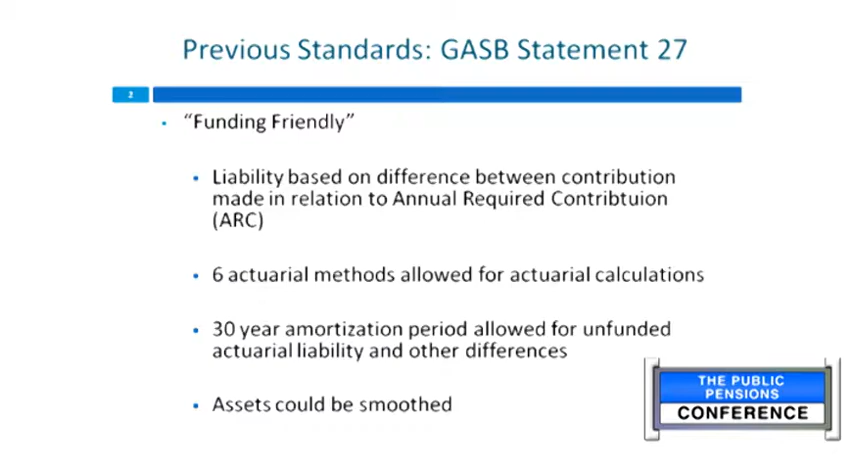 Previous Standards: GASB Statement 27
2
• “Funding Friendly”
• Liability based on difference between contribution
made in relation to Annual Required Contribtuion
(ARC)
• 6 actuarial methods allowed for actuarial calculations
• 30 year amortization period allowed for unfunded
actuarial liability and other differences
• Assets could be smoothed
THE PUBLIC
PENSIONS
CONFERENCE